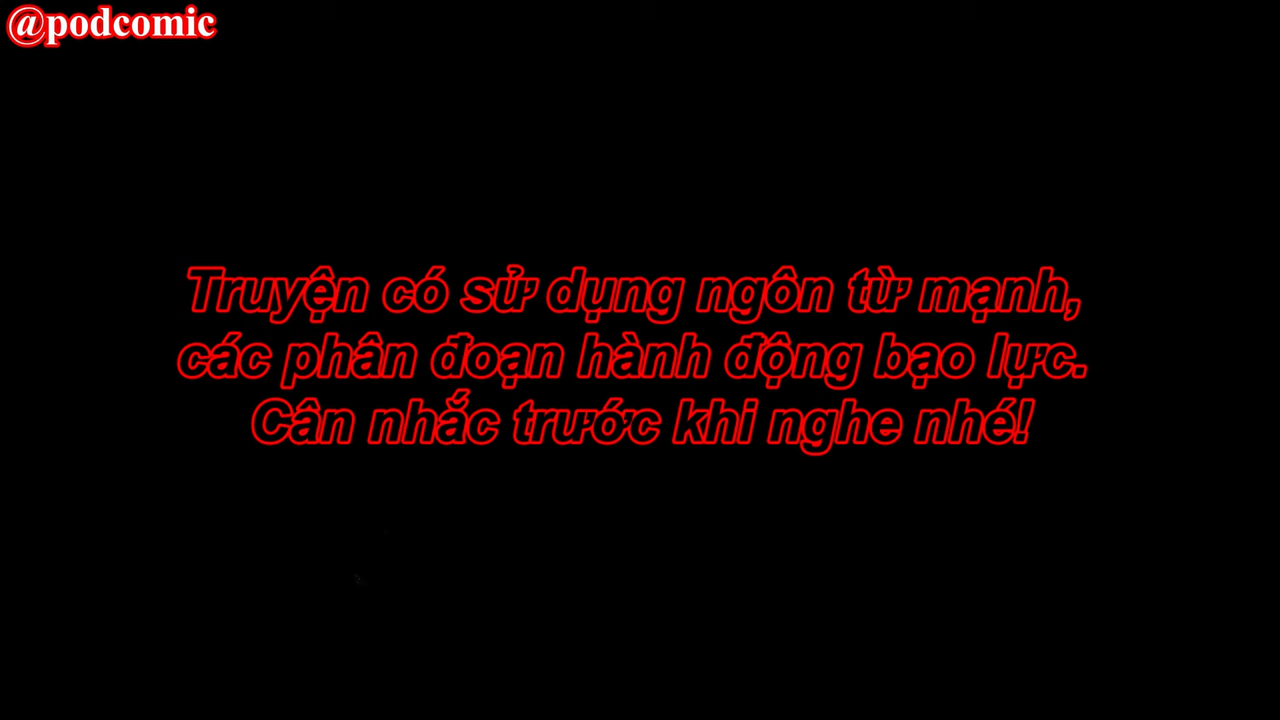 @podcomic
Truyện có sử dụng ngôn từ mạnh,
các phân đoạn hành động bạo lực.
Cân nhắc trước khi nghe nhé!